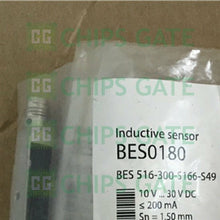 CHIPS GATE
Inductive sensor
BES0180
BES 516-300-S166-S49
10 V ... 30 V DC
≤ 200 mA
Sn = 1,50 mm